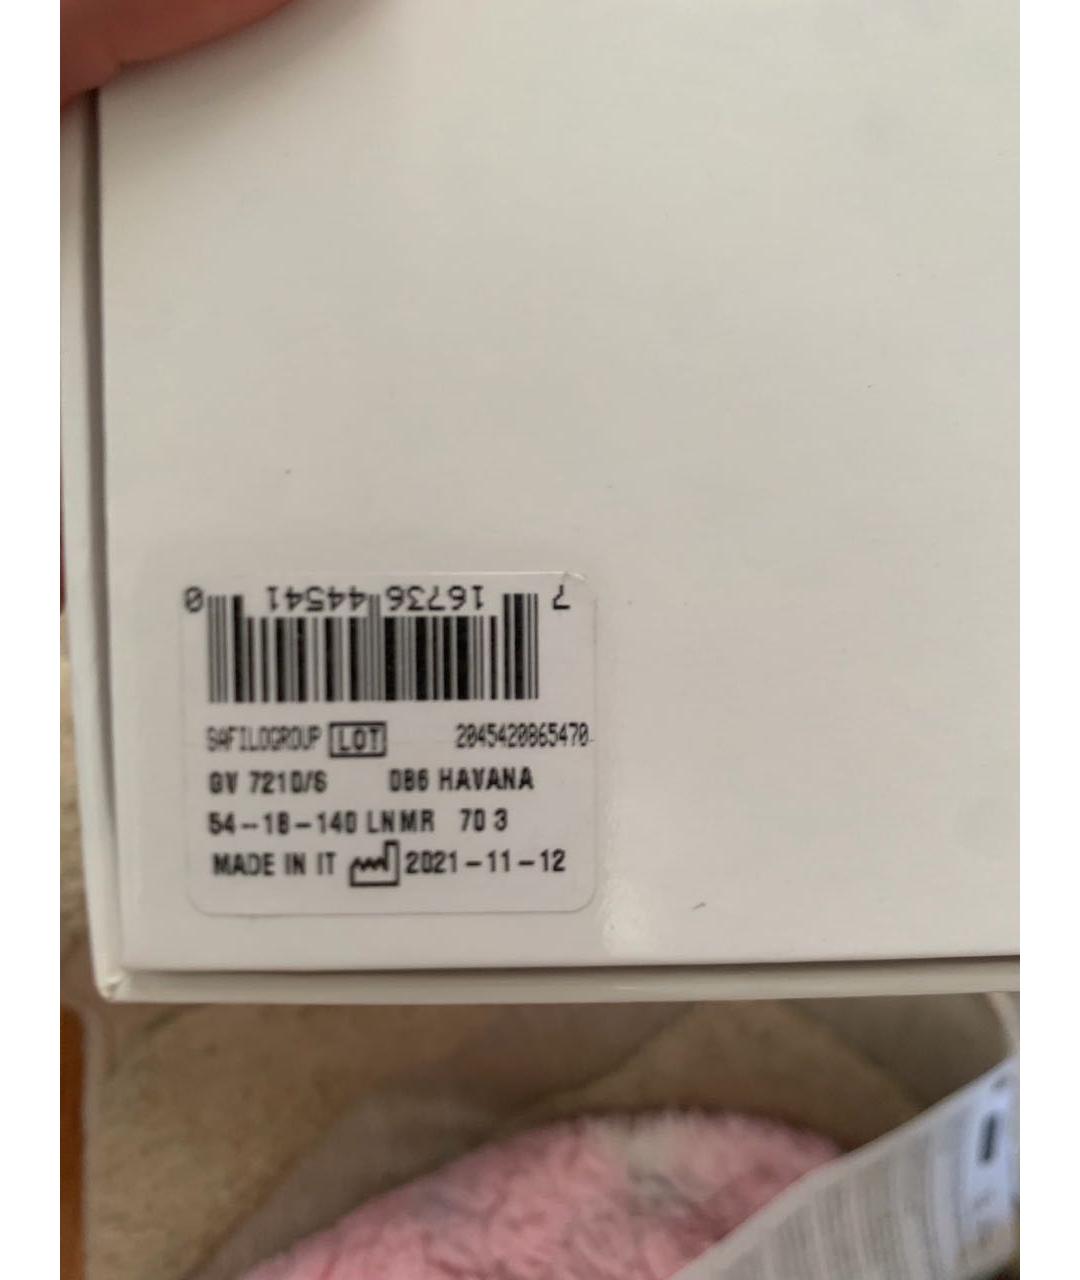 7 16736 44541 0
SAFILOGROUP LOT 2045420865470
GV 7210/S 086 HAVANA
54-18-140 LNMR 70 3
MADE IN IT 2021-11-12